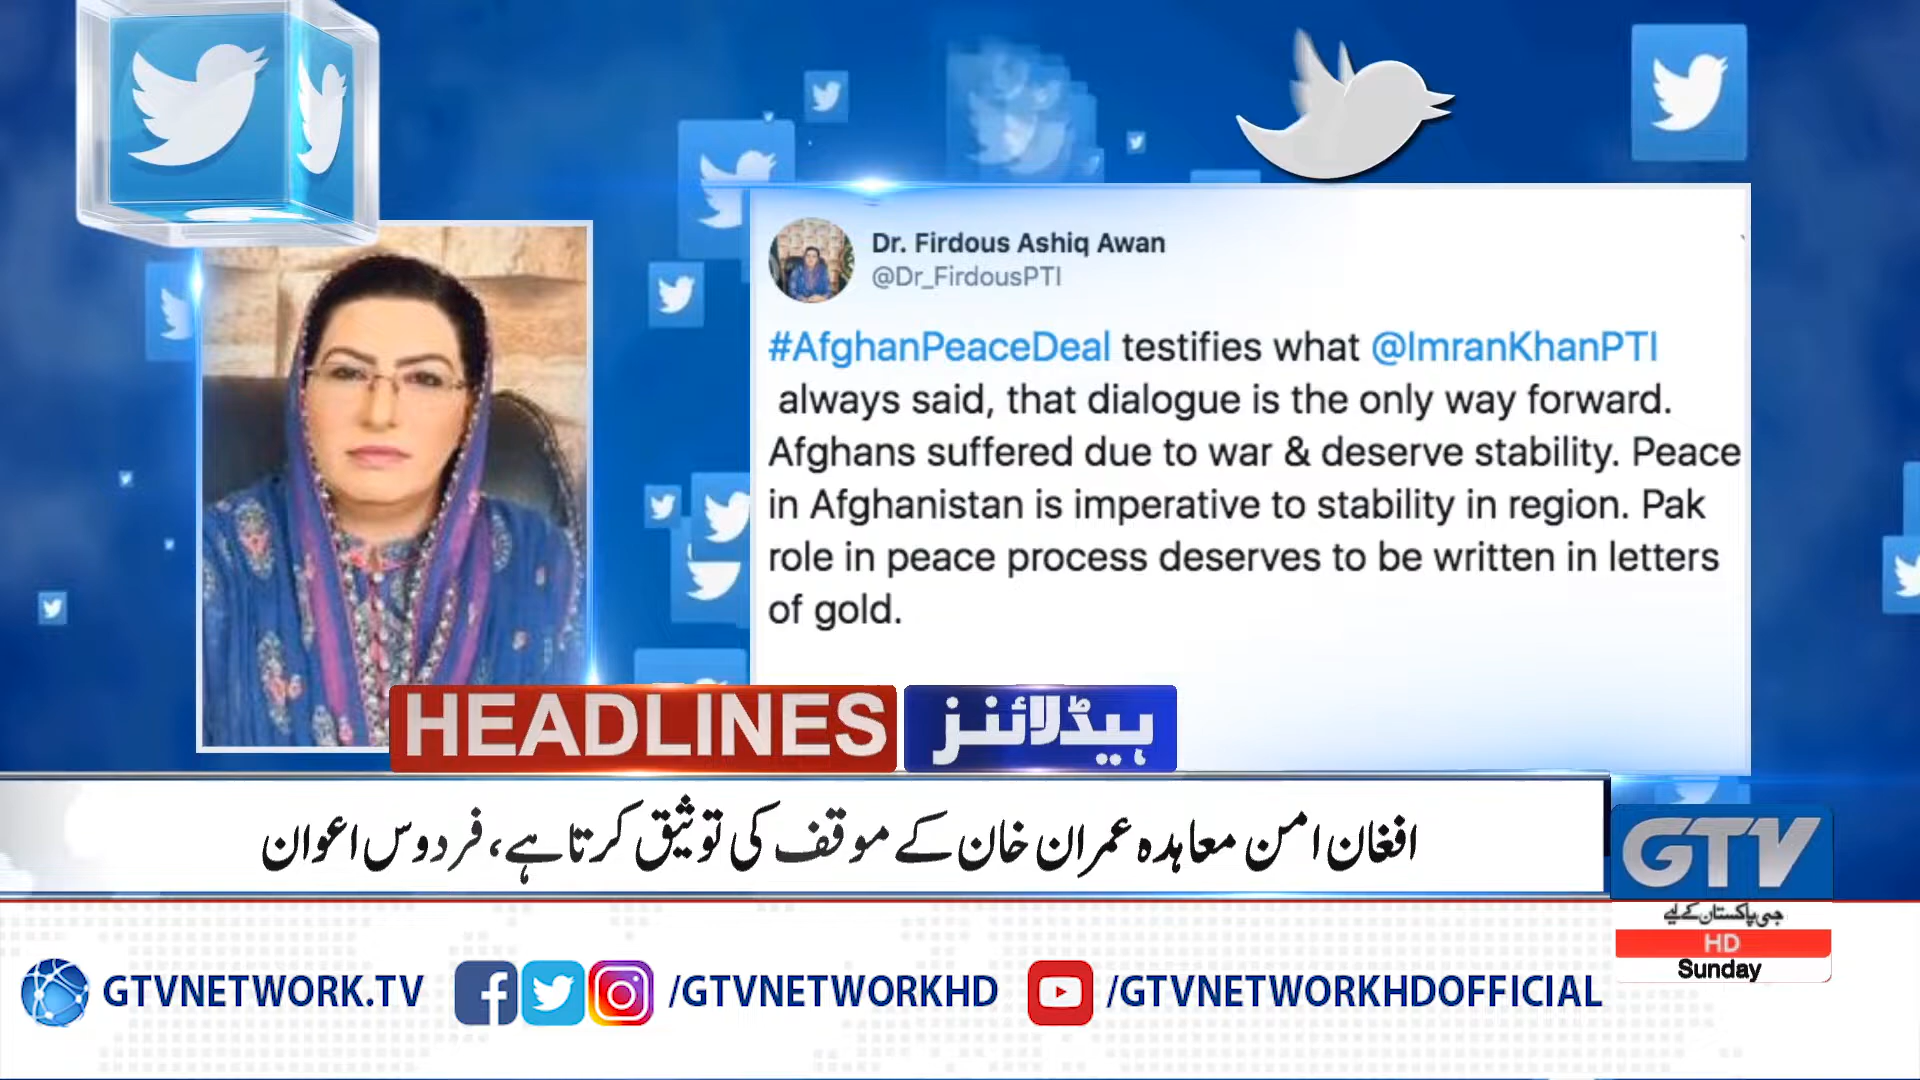 Dr. Firdous Ashiq Awan
@Dr_FirdousPTI
#AfghanPeaceDeal testifies what @ImranKhanPTI
always said, that dialogue is the only way forward.
Afghans suffered due to war & deserve stability. Peace
in Afghanistan is imperative to stability in region. Pak
role in peace process deserves to be written in letters
of gold.
HEADLINES ہیڈلائنز
افغان امن معاہدہ عمران خان کے موقف کی توثیق کرتا ہے، فردوس اعوان
GTV
جی پاکستان کے لیے
HD
Sunday
GTVNETWORK.TV /GTVNETWORKHD /GTVNETWORKHDOFFICIAL